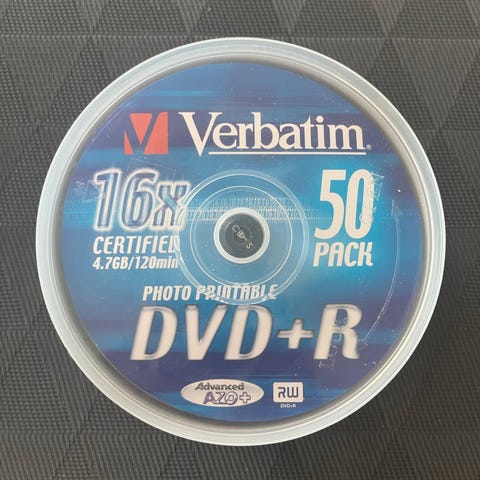 Verbatim
16x
50
CERTIFIED
PACK
4.7GB/120min
PHOTO PRINTABLE
DVD+R
Advanced
AZO+
RW
DVD+R